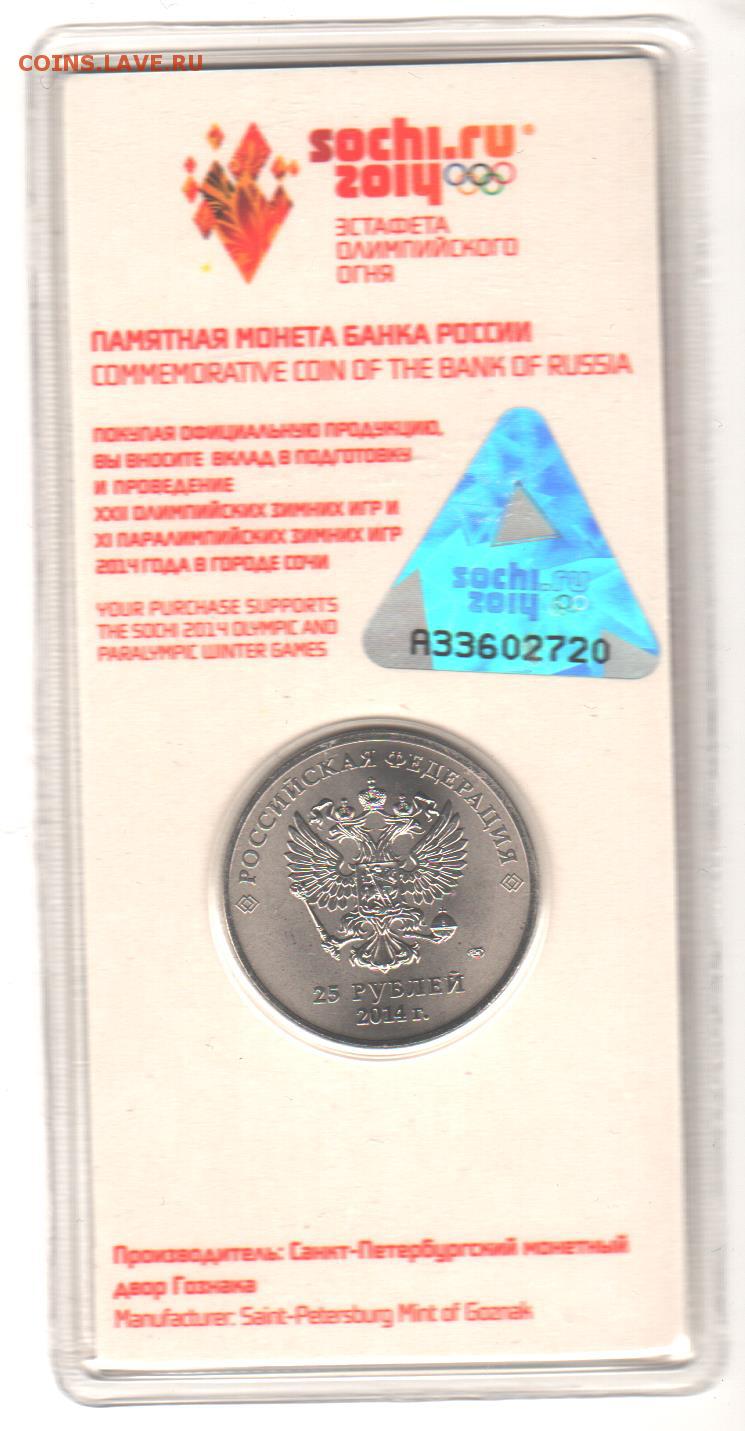 COINS.LAVE.RU
sochi.ru
2014
ЭСТАФЕТА
ОЛИМПИЙСКОГО
ОГНЯ
ПАМЯТНАЯ МОНЕТА БАНКА РОССИИ
COMMEMORATIVE COIN OF THE BANK OF RUSSIA
ПОКУПАЯ ОФИЦИАЛЬНУЮ ПРОДУКЦИЮ,
ВЫ ВНОСИТЕ ВКЛАД В ПОДГОТОВКУ
И ПРОВЕДЕНИЕ
XXII ОЛИМПИЙСКИХ ЗИМНИХ ИГР И
XI ПАРАЛИМПИЙСКИХ ЗИМНИХ ИГР
2014 ГОДА В ГОРОДЕ СОЧИ
YOUR PURCHASE SUPPORTS
THE SOCHI 2014 OLYMPIC AND
PARALYMPIC WINTER GAMES
sochi.ru
2014
A33602720
РОССИЙСКАЯ ФЕДЕРАЦИЯ
25 РУБЛЕЙ
2014 г.
Производитель: Санкт-Петербургский монетный
двор Гознака
Manufacturer: Saint-Petersburg Mint of Goznak